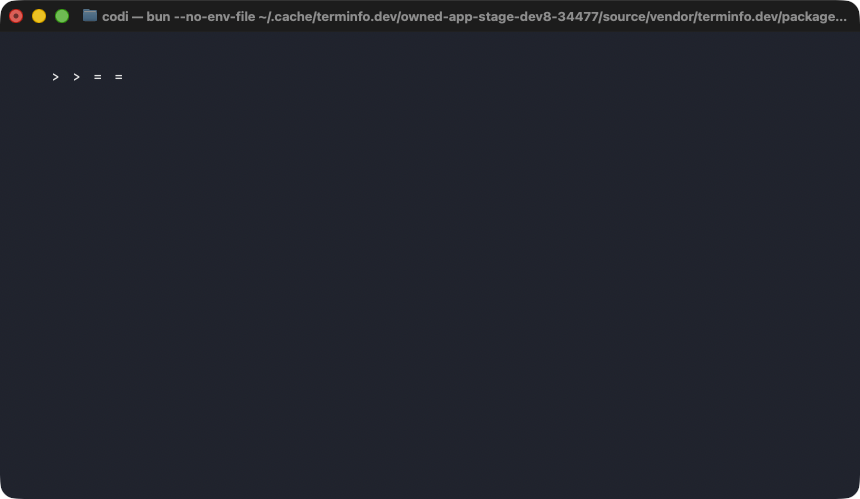 codi — bun --no-env-file ~/.cache/terminfo.dev/owned-app-stage-dev8-34477/source/vendor/terminfo.dev/package...
> > = =